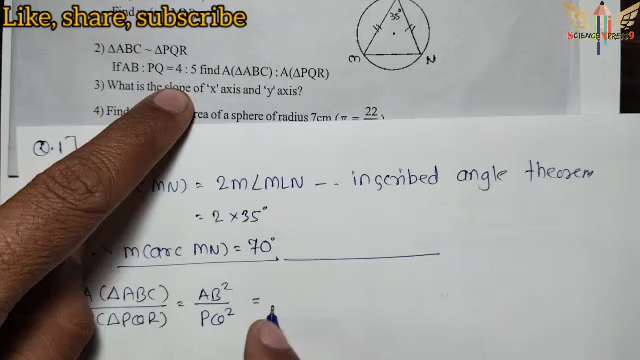 Like, share, subscribe
SCIENCEXPRESS9
35°
M
N
2) ΔABC ~ ΔPQR
If AB : PQ = 4 : 5 find A(ΔABC) : A(ΔPQR)
3) What is the slope of 'x' axis and 'y' axis?
4) Find area of a sphere of radius 7cm (π = 22
Q.1]
MN) = 2m∠MLN -- inscribed angle theorem
= 2 × 35°
m(arc MN) = 70°
A(ΔABC) / (ΔPQR) = AB² / PQ² =